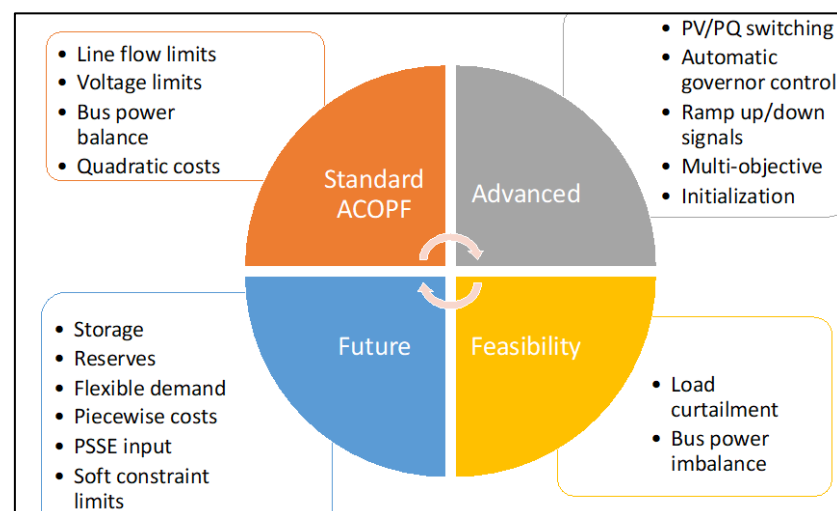 • Line flow limits
• Voltage limits
• Bus power
balance
• Quadratic costs
• PV/PQ switching
• Automatic
governor control
• Ramp up/down
signals
• Multi-objective
• Initialization
Standard
ACOPF
Advanced
Future
Feasibility
• Storage
• Reserves
• Flexible demand
• Piecewise costs
• PSSE input
• Soft constraint
limits
• Load
curtailment
• Bus power
imbalance